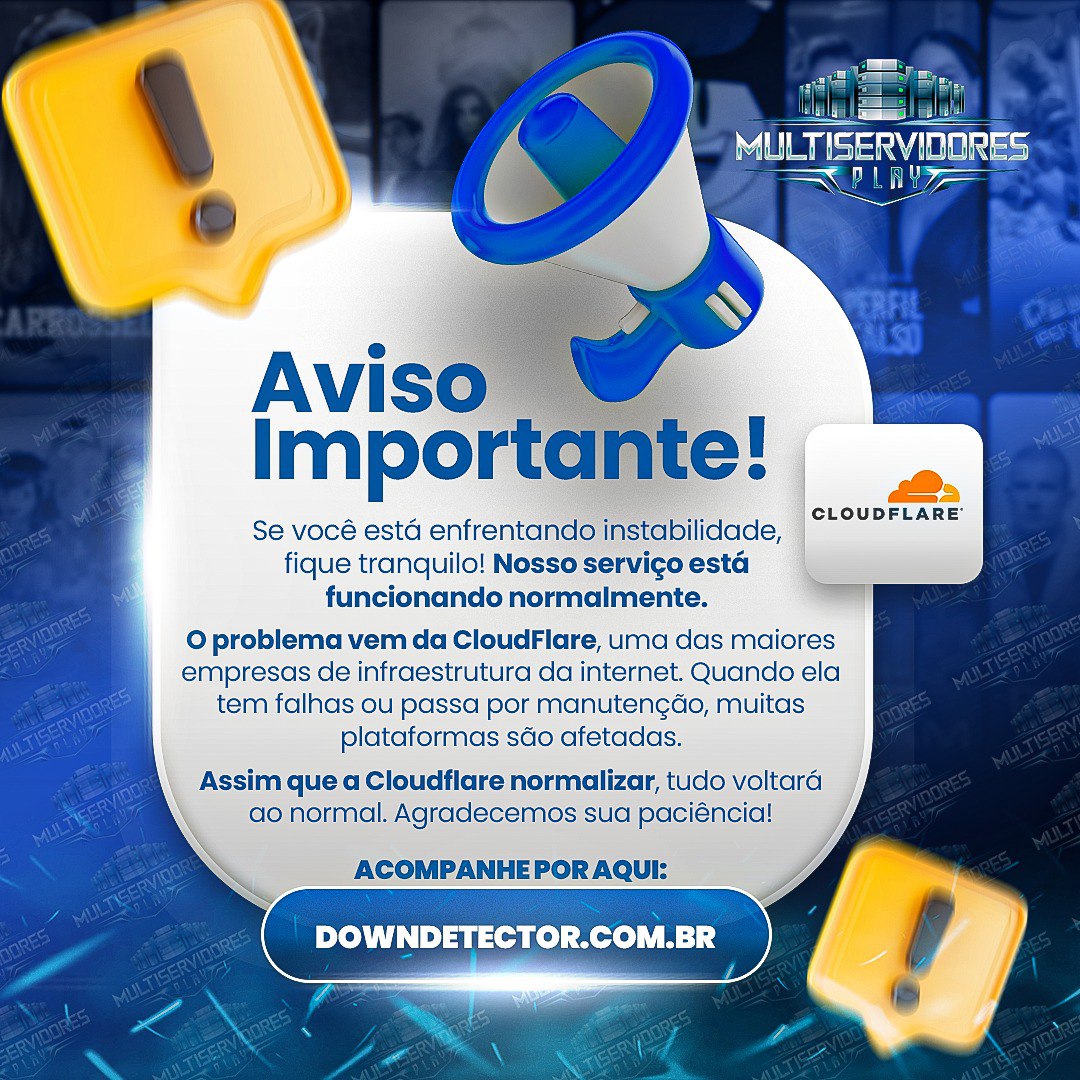 MULTISERVIDORES
PLAY
CARROSSE
PERFIL
FALSO
Aviso
Importante!
CLOUDFLARE
Se você está enfrentando instabilidade,
fique tranquilo! Nosso serviço está
funcionando normalmente.
O problema vem da CloudFlare, uma das maiores
empresas de infraestrutura da internet. Quando ela
tem falhas ou passa por manutenção, muitas
plataformas são afetadas.
Assim que a Cloudflare normalizar, tudo voltará
ao normal. Agradecemos sua paciência!
ACOMPANHE POR AQUI:
DOWNDETECTOR.COM.BR